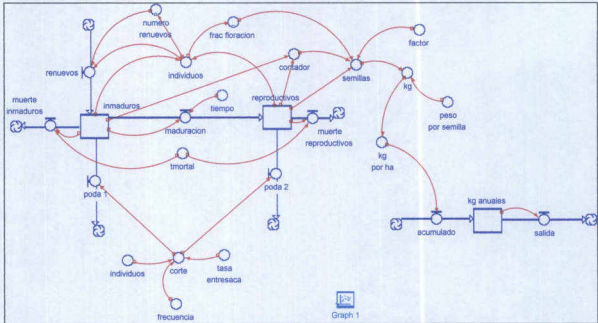 numero
renuevos
frac floracion
factor
renuevos
individuos
contador
semillas
kg
muerte
inmaduros
inmaduros
tiempo
reproductivos
peso
por semilla
maduracion
muerte
reproductivos
tmortal
kg
por ha
poda 1
poda 2
kg anuales
acumulado
salida
individuos
corte
tasa
entresaca
frecuencia
Graph 1